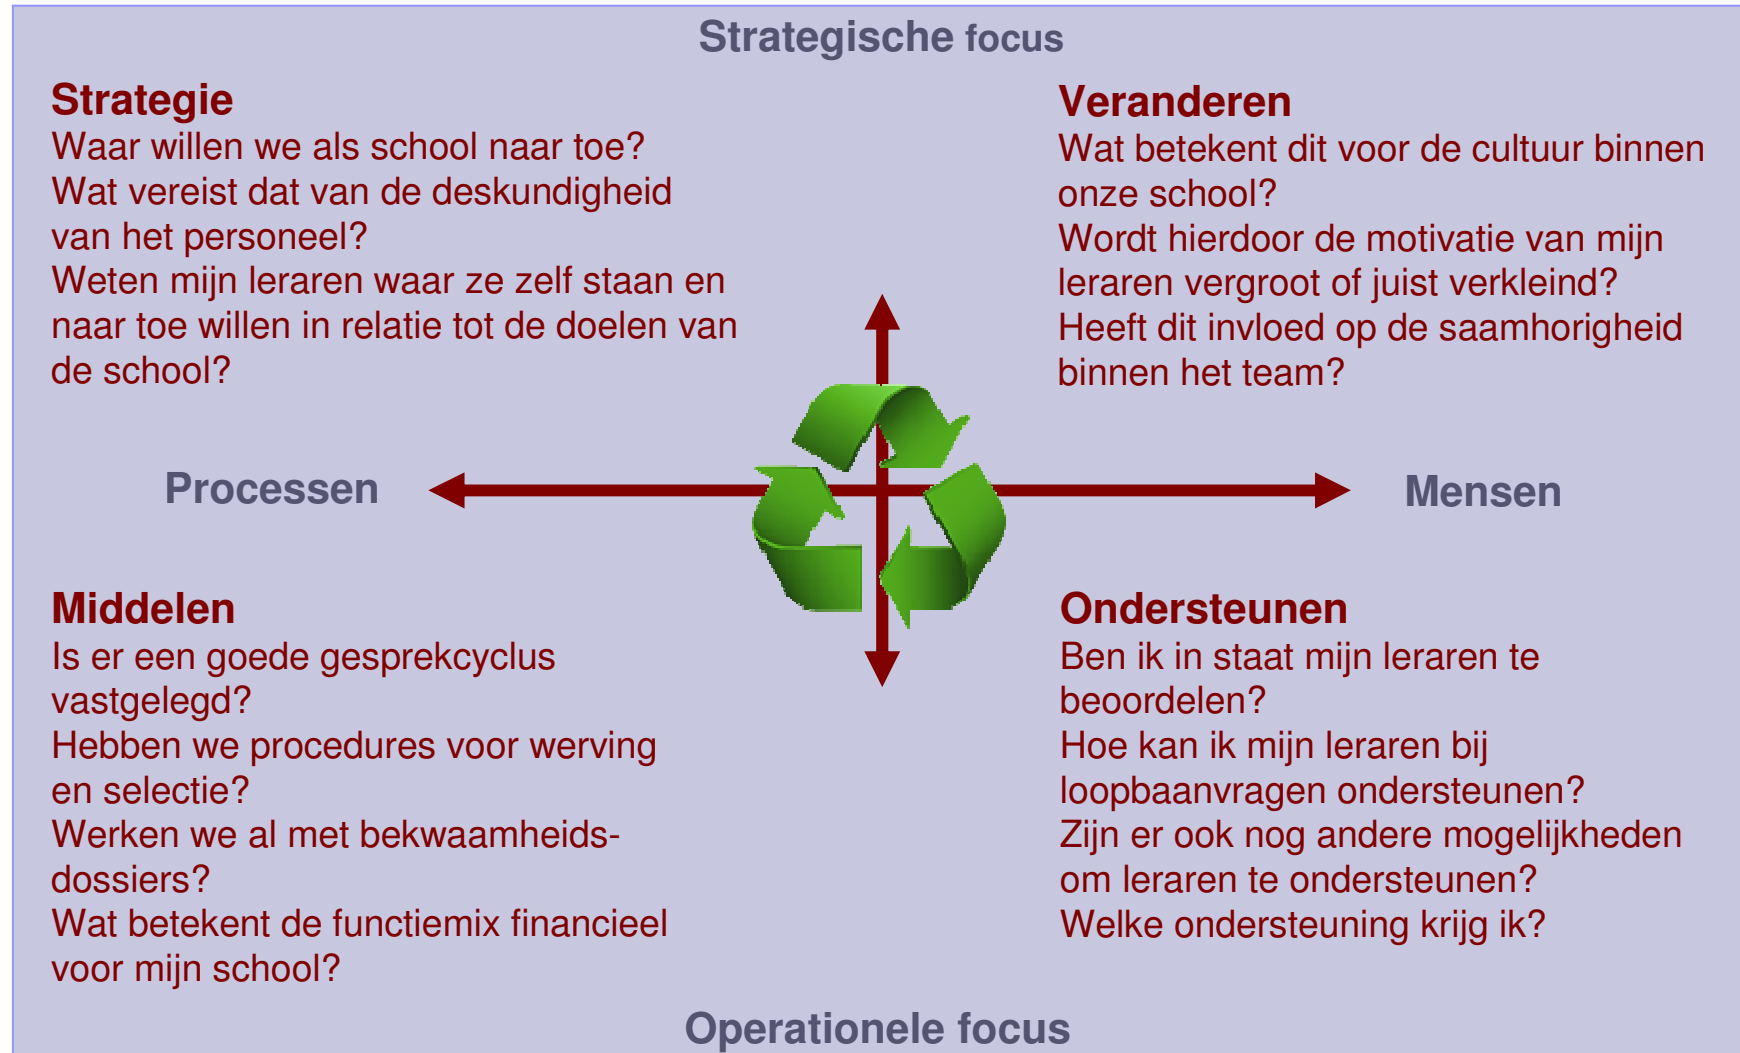 Strategische focus
Strategie
Waar willen we als school naar toe?
Wat vereist dat van de deskundigheid
van het personeel?
Weten mijn leraren waar ze zelf staan en
naar toe willen in relatie tot de doelen van
de school?
Veranderen
Wat betekent dit voor de cultuur binnen
onze school?
Wordt hierdoor de motivatie van mijn
leraren vergroot of juist verkleind?
Heeft dit invloed op de saamhorigheid
binnen het team?
Processen
Mensen
Middelen
Is er een goede gesprekcyclus
vastgelegd?
Hebben we procedures voor werving
en selectie?
Werken we al met bekwaamheids-
dossiers?
Wat betekent de functiemix financieel
voor mijn school?
Ondersteunen
Ben ik in staat mijn leraren te
beoordelen?
Hoe kan ik mijn leraren bij
loopbaanvragen ondersteunen?
Zijn er ook nog andere mogelijkheden
om leraren te ondersteunen?
Welke ondersteuning krijg ik?
Operationele focus